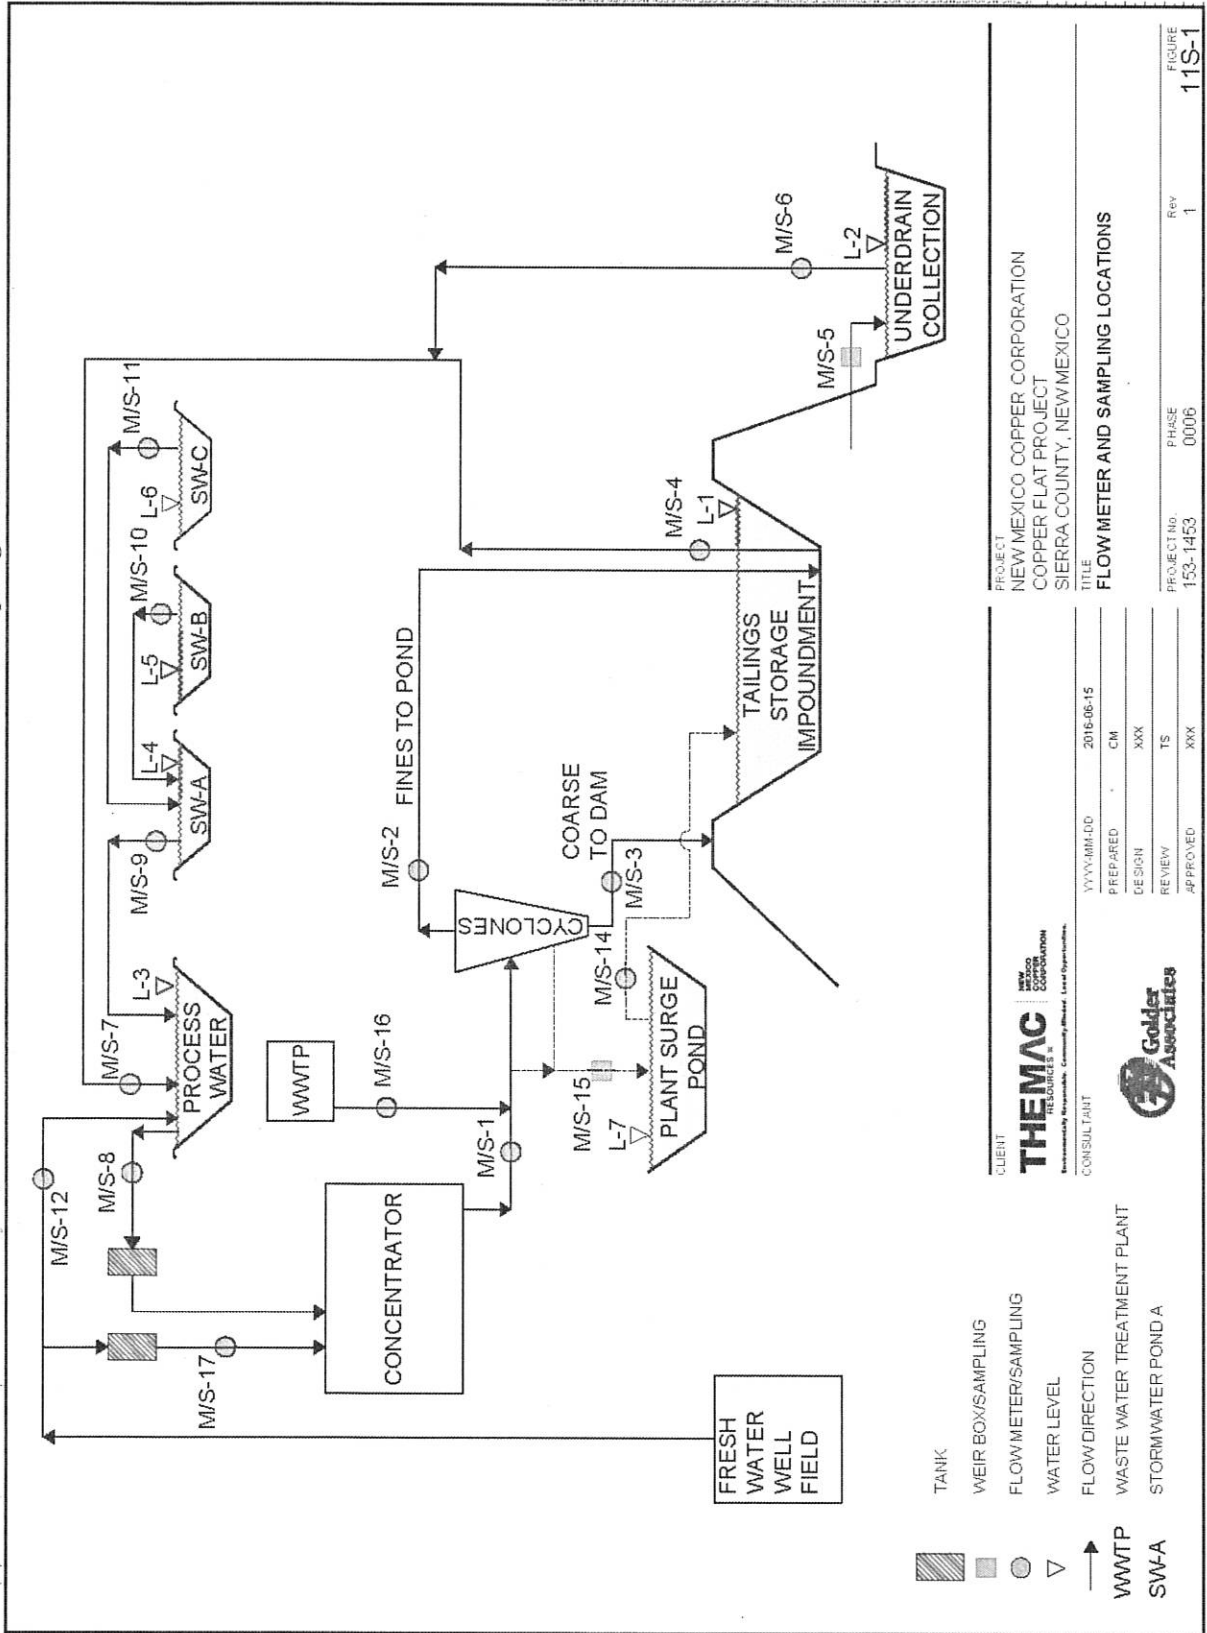 M/S-12
M/S-8
M/S-17
M/S-7
L-3
PROCESS
WATER
M/S-9
L-4
SW-A
M/S-10
L-5
SW-B
M/S-11
L-6
SW-C
WWTP
M/S-16
M/S-1
CONCENTRATOR
M/S-2
FINES TO POND
CYCLONES
COARSE
TO DAM
M/S-3
M/S-14
M/S-15
L-7
PLANT SURGE
POND
M/S-4
L-1
TAILINGS
STORAGE
IMPOUNDMENT
M/S-5
M/S-6
L-2
UNDERDRAIN
COLLECTION
FRESH
WATER
WELL
FIELD
TANK
WEIR BOX/SAMPLING
FLOW METER/SAMPLING
WATER LEVEL
FLOW DIRECTION
WWTP WASTE WATER TREATMENT PLANT
SW-A STORMWATER POND A
CLIENT
THEMAC
RESOURCES
NEW
MEXICO
COPPER
CORPORATION
Environmentally Responsible. Community Minded. Local Opportunities.
CONSULTANT
Golder
Associates
YYYY-MM-DD 2016-06-15
PREPARED CM
DESIGN XXX
REVIEW TS
APPROVED XXX
PROJECT
NEW MEXICO COPPER CORPORATION
COPPER FLAT PROJECT
SIERRA COUNTY, NEW MEXICO
TITLE
FLOW METER AND SAMPLING LOCATIONS
PROJECT No. PHASE Rev FIGURE
153-1453 0006 1 11S-1